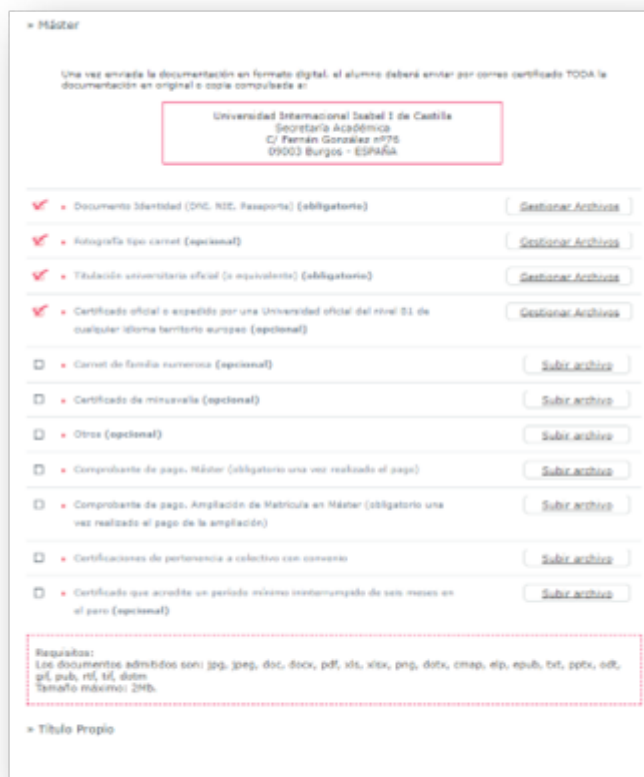 » Máster
Una vez enviada la documentación en formato digital, el alumno deberá enviar por correo certificado TODA la
documentación en original o copia compulsada a:
Universidad Internacional Isabel I de Castilla
Secretaría Académica
C/ Fernán González nº76
09003 Burgos - ESPAÑA
Documento Identidad (DNI, NIE, Pasaporte) (obligatorio)
Gestionar Archivos
Fotografía tipo carnet (opcional)
Gestionar Archivos
Titulación universitaria oficial (o equivalente) (obligatorio)
Gestionar Archivos
Certificado oficial o expedido por una Universidad oficial del nivel B1 de
cualquier idioma territorio europeo (opcional)
Gestionar Archivos
Carnet de familia numerosa (opcional)
Subir archivo
Certificado de minusvalía (opcional)
Subir archivo
Otros (opcional)
Subir archivo
Comprobante de pago. Máster (obligatorio una vez realizado el pago)
Subir archivo
Comprobante de pago. Ampliación de Matrícula en Máster (obligatorio una
vez realizado el pago de la ampliación)
Subir archivo
Certificaciones de pertenencia a colectivo con convenio
Subir archivo
Certificado que acredite un periodo mínimo ininterrumpido de seis meses en
el paro (opcional)
Subir archivo
Requisitos:
Los documentos admitidos son: jpg, jpeg, doc, docx, pdf, xls, xlsx, png, dotx, cmap, elp, epub, txt, pptx, odt,
gif, pub, rtf, tif, dotm
Tamaño máximo: 2Mb.
» Título Propio